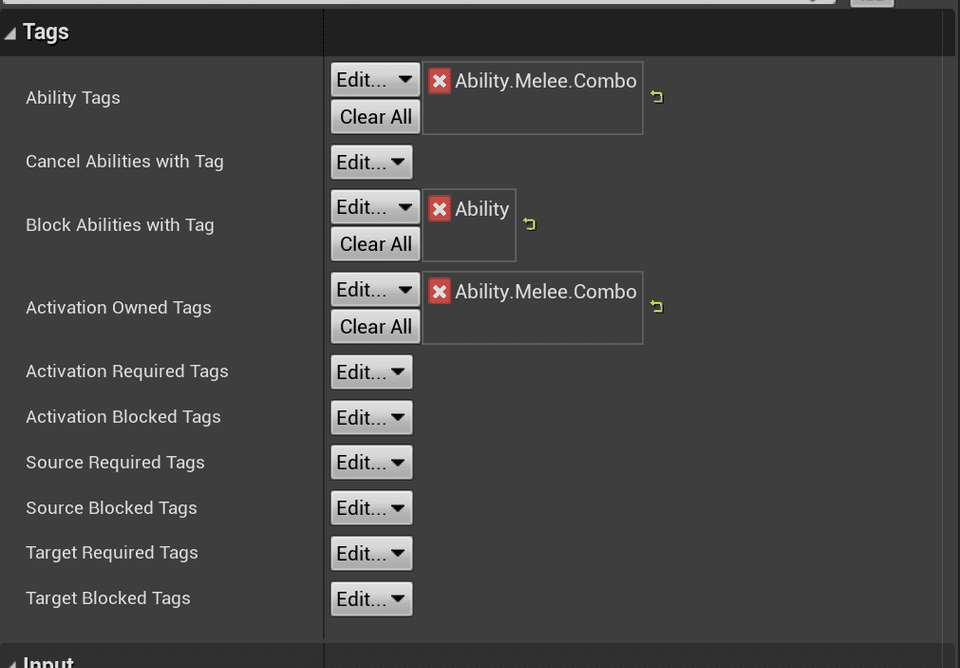 Tags
Ability Tags
Edit...
Ability.Melee.Combo
Clear All
Cancel Abilities with Tag
Edit...
Block Abilities with Tag
Edit...
Ability
Clear All
Activation Owned Tags
Edit...
Ability.Melee.Combo
Clear All
Activation Required Tags
Edit...
Activation Blocked Tags
Edit...
Source Required Tags
Edit...
Source Blocked Tags
Edit...
Target Required Tags
Edit...
Target Blocked Tags
Edit...
Input